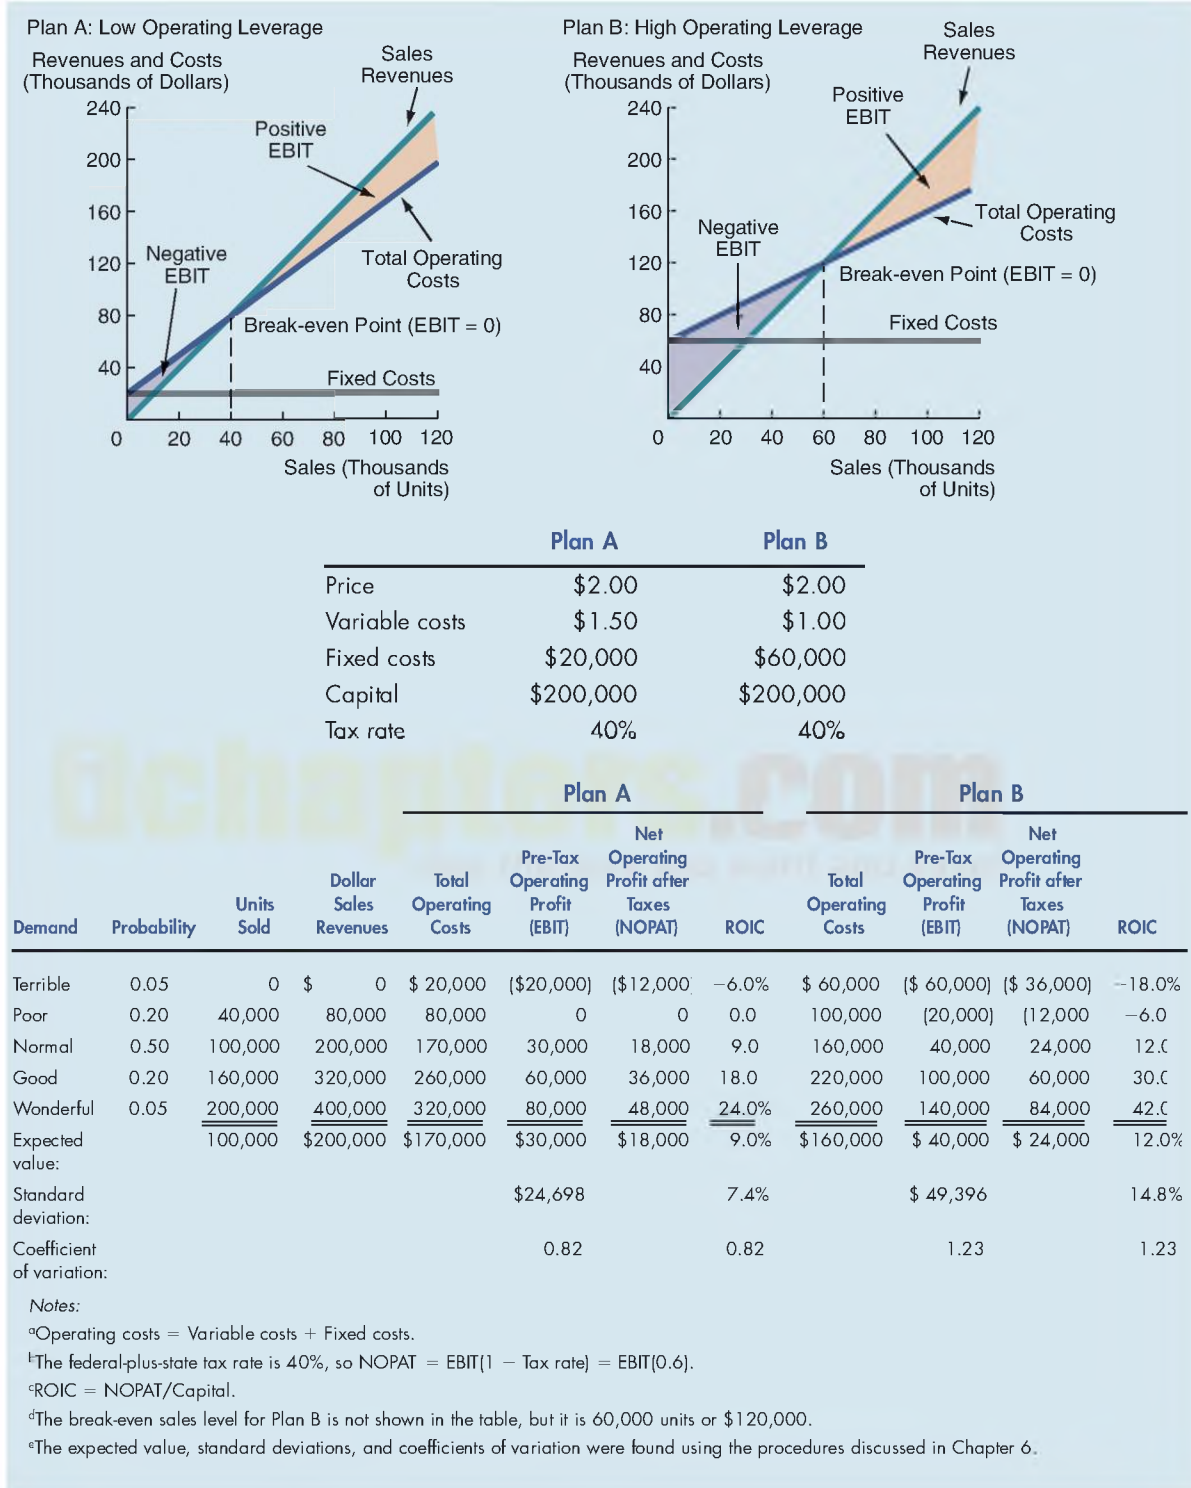 Plan A: Low Operating Leverage
Revenues and Costs
(Thousands of Dollars)
Sales
Revenues
240
200
160
120
80
40
Positive
EBIT
Negative
EBIT
Total Operating
Costs
Break-even Point (EBIT = 0)
Fixed Costs
0 20 40 60 80 100 120
Sales (Thousands
of Units)
Plan B: High Operating Leverage
Revenues and Costs
(Thousands of Dollars)
Sales
Revenues
240
200
160
120
80
40
Positive
EBIT
Negative
EBIT
Total Operating
Costs
Break-even Point (EBIT = 0)
Fixed Costs
0 20 40 60 80 100 120
Sales (Thousands
of Units)
Plan A Plan B
Price $2.00 $2.00
Variable costs $1.50 $1.00
Fixed costs $20,000 $60,000
Capital $200,000 $200,000
Tax rate 40% 40%
ichapters.com
Plan A Plan B
Net Net
Pre-Tax Operating Pre-Tax Operating
Dollar Total Operating Profit after Total Operating Profit after
Units Sales Operating Profit Taxes Operating Profit Taxes
Demand Probability Sold Revenues Costs (EBIT) (NOPAT) ROIC Costs (EBIT) (NOPAT) ROIC
Terrible 0.05 0 $ 0 $ 20,000 ($20,000) ($12,000) −6.0% $ 60,000 ($ 60,000) ($ 36,000) −18.0%
Poor 0.20 40,000 80,000 80,000 0 0 0.0 100,000 (20,000) (12,000 −6.0
Normal 0.50 100,000 200,000 170,000 30,000 18,000 9.0 160,000 40,000 24,000 12.0
Good 0.20 160,000 320,000 260,000 60,000 36,000 18.0 220,000 100,000 60,000 30.0
Wonderful 0.05 200,000 400,000 320,000 80,000 48,000 24.0% 260,000 140,000 84,000 42.0
Expected 100,000 $200,000 $170,000 $30,000 $18,000 9.0% $160,000 $ 40,000 $ 24,000 12.0%
value:
Standard $24,698 7.4% $ 49,396 14.8%
deviation:
Coefficient 0.82 0.82 1.23 1.23
of variation:
Notes:
ᵃOperating costs = Variable costs + Fixed costs.
ᵇThe federal-plus-state tax rate is 40%, so NOPAT = EBIT(1 − Tax rate) = EBIT(0.6).
ᶜROIC = NOPAT/Capital.
ᵈThe break-even sales level for Plan B is not shown in the table, but it is 60,000 units or $120,000.
ᵉThe expected value, standard deviations, and coefficients of variation were found using the procedures discussed in Chapter 6.